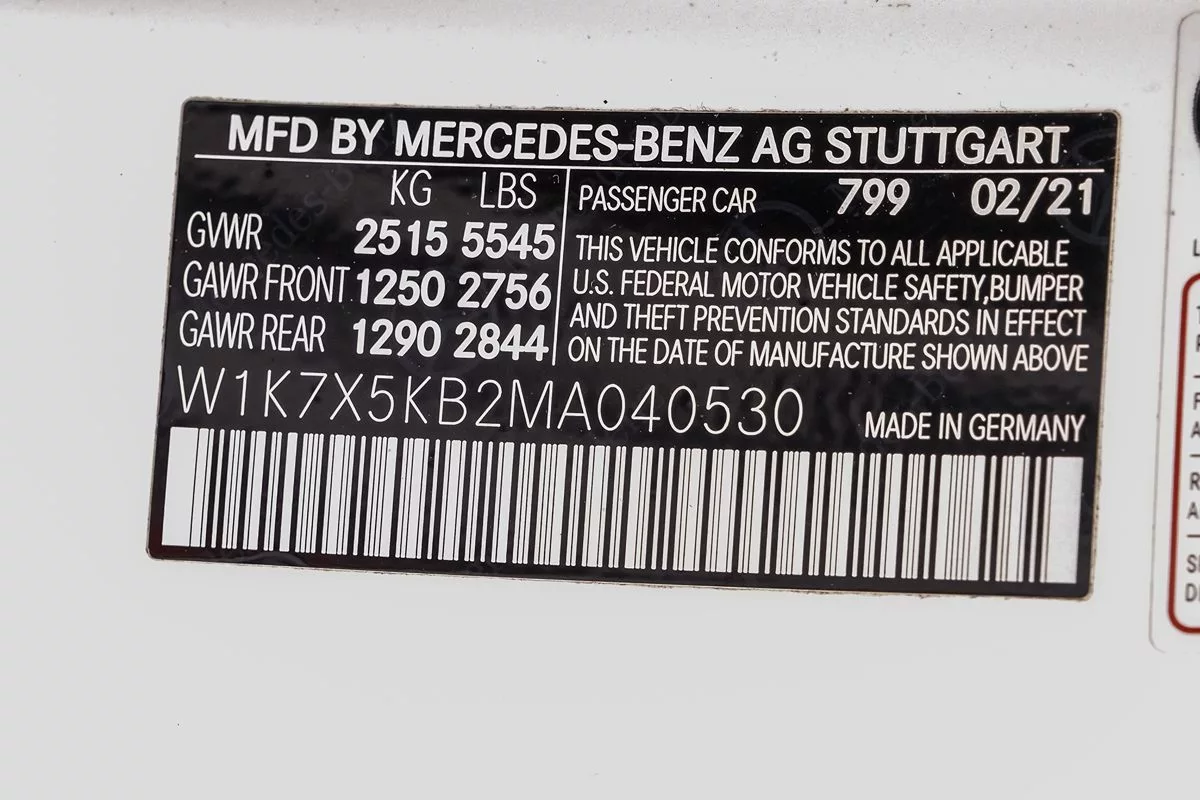 MFD BY MERCEDES-BENZ AG STUTTGART
KG LBS
GVWR 2515 5545
GAWR FRONT 1250 2756
GAWR REAR 1290 2844
PASSENGER CAR 799 02/21
THIS VEHICLE CONFORMS TO ALL APPLICABLE
U.S. FEDERAL MOTOR VEHICLE SAFETY,BUMPER
AND THEFT PREVENTION STANDARDS IN EFFECT
ON THE DATE OF MANUFACTURE SHOWN ABOVE
W1K7X5KB2MA040530
MADE IN GERMANY